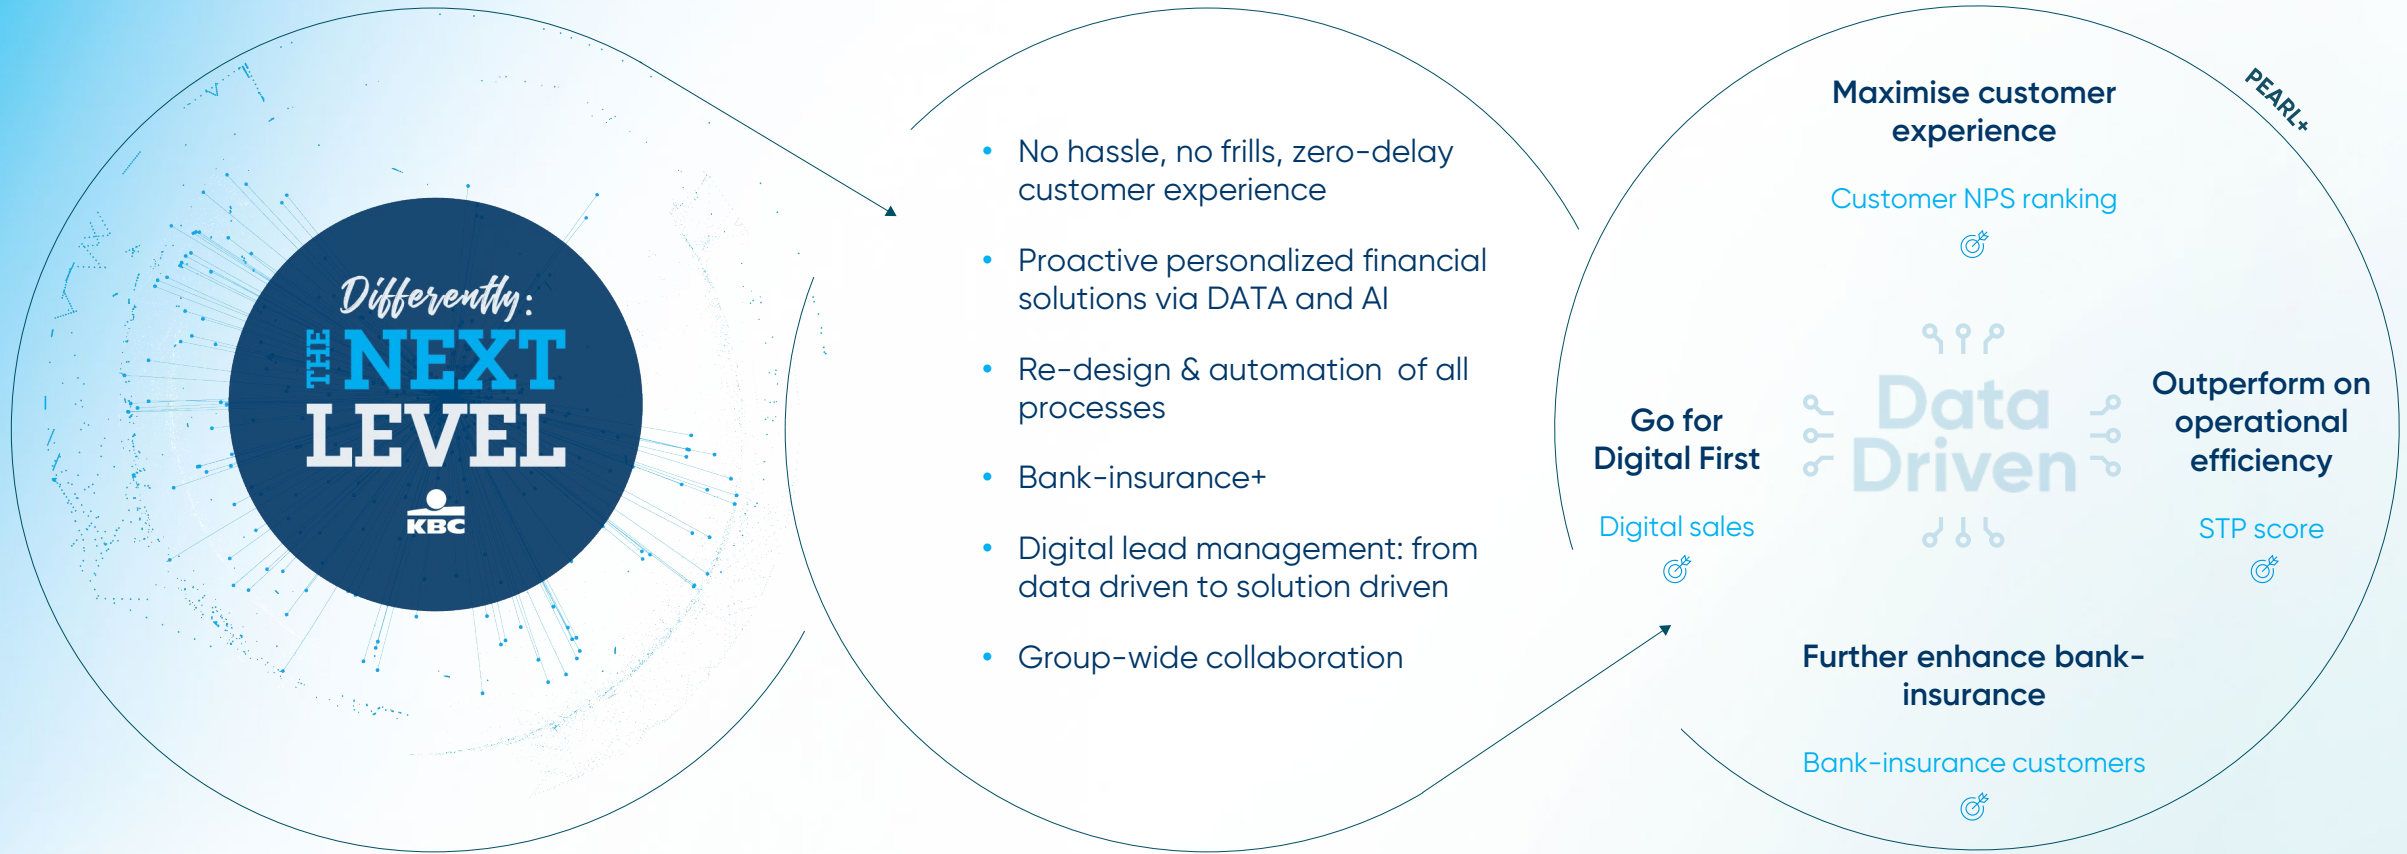 Differently:
THE NEXT
LEVEL
KBC
• No hassle, no frills, zero-delay
customer experience
• Proactive personalized financial
solutions via DATA and AI
• Re-design & automation of all
processes
• Bank-insurance+
• Digital lead management: from
data driven to solution driven
• Group-wide collaboration
PEARL+
Maximise customer
experience
Customer NPS ranking
Go for
Digital First
Digital sales
Data
Driven
Outperform on
operational
efficiency
STP score
Further enhance bank-
insurance
Bank-insurance customers